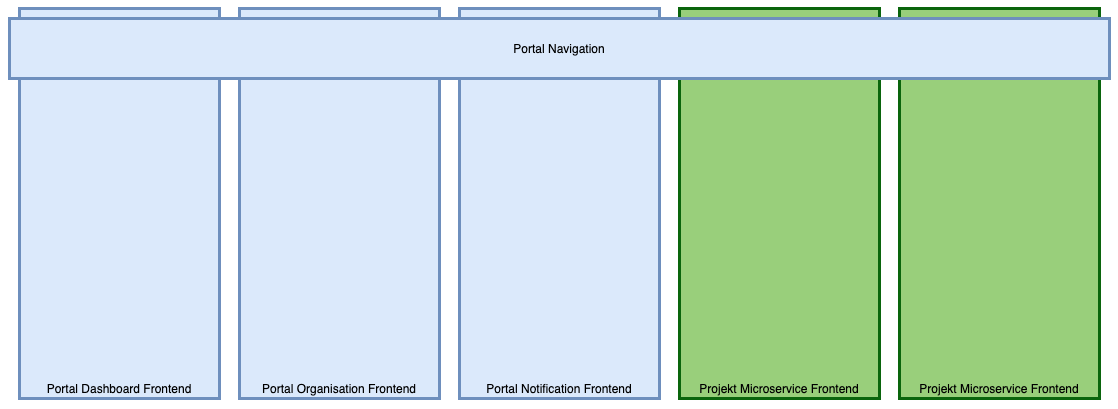 Portal Navigation
Portal Dashboard Frontend
Portal Organisation Frontend
Portal Notification Frontend
Projekt Microservice Frontend
Projekt Microservice Frontend